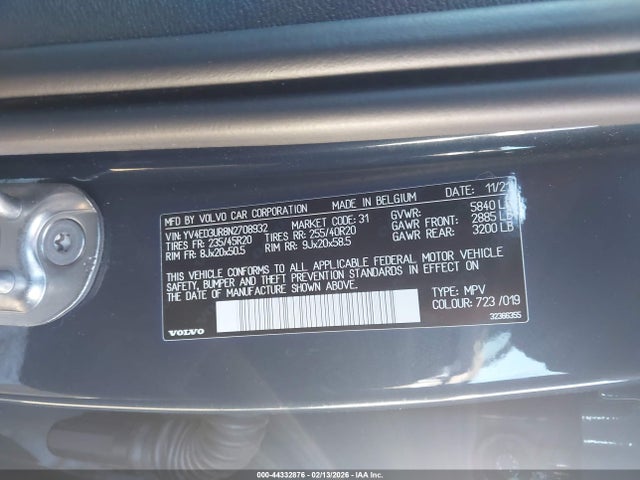 MFD BY VOLVO CAR CORPORATION MADE IN BELGIUM DATE: 11/21
VIN: YV4ED3UR8N2708932 MARKET CODE: 31 GVWR: 5840 LB
TIRES FR: 235/45R20 TIRES RR: 255/40R20 GAWR FRONT: 2885 LB
RIM FR: 8Jx20x50.5 RIM RR: 9Jx20x58.5 GAWR REAR: 3200 LB
THIS VEHICLE CONFORMS TO ALL APPLICABLE FEDERAL MOTOR VEHICLE
SAFETY, BUMPER AND THEFT PREVENTION STANDARDS IN EFFECT ON
THE DATE OF MANUFACTURE SHOWN ABOVE.
TYPE: MPV
COLOUR: 723 /019
VOLVO
32366355
000-44332876 - 02/13/2026 - COPART